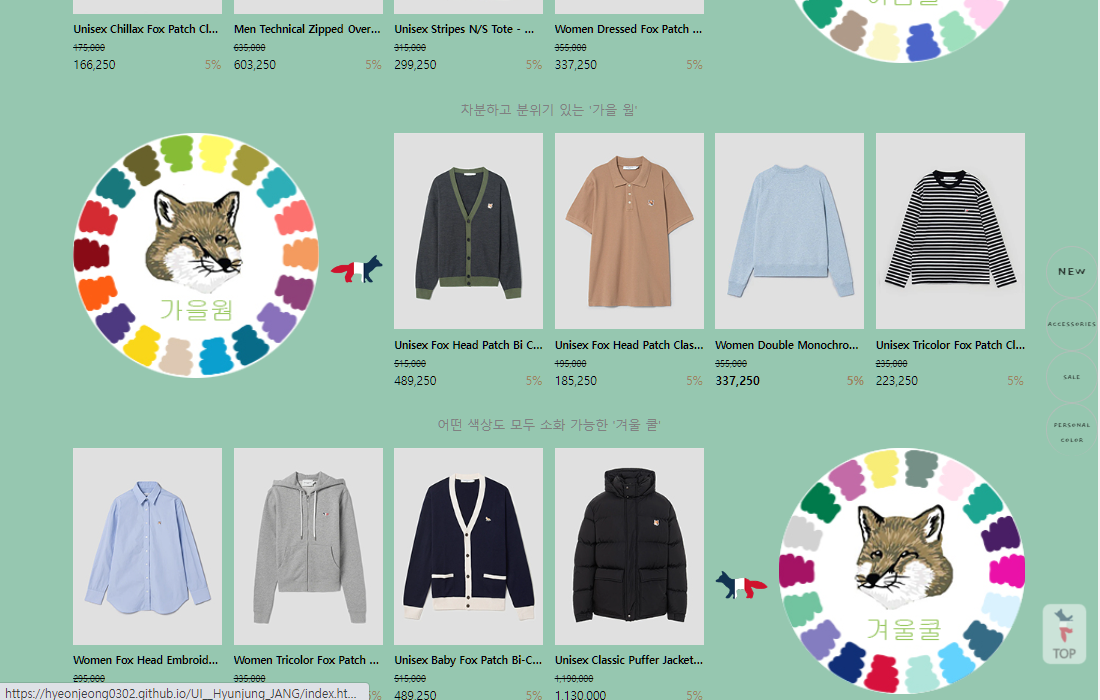 Unisex Chillax Fox Patch Cl...
175,000
166,250 5%
Men Technical Zipped Over...
635,000
603,250 5%
Unisex Stripes N/S Tote - ...
315,000
299,250 5%
Women Dressed Fox Patch ...
355,000
337,250 5%
차분하고 분위기 있는 '가을 웜'
가을웜
Unisex Fox Head Patch Bi C...
515,000
489,250 5%
Unisex Fox Head Patch Clas...
195,000
185,250 5%
Women Double Monochro...
355,000
337,250 5%
Unisex Tricolor Fox Patch Cl...
235,000
223,250 5%
NEW
ACCESSORIES
SALE
PERSONAL
COLOR
어떤 색상도 모두 소화 가능한 '겨울 쿨'
Women Fox Head Embroid...
295,000
Women Tricolor Fox Patch ...
335,000
5%
Unisex Baby Fox Patch Bi-C...
515,000
489,250 5%
Unisex Classic Puffer Jacket...
1,190,000
1,130,000 5%
겨울쿨
TOP
https://hyeonjeong0302.github.io/UI_Hyunjung_JANG/index.ht...